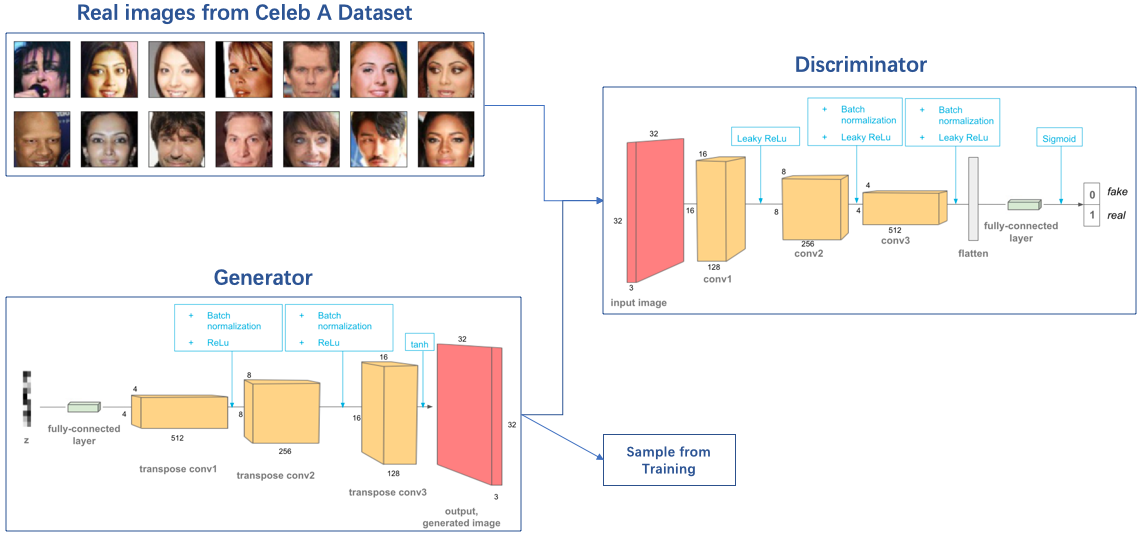 Real images from Celeb A Dataset
Discriminator
+ Batch
normalization
+ Leaky ReLu
+ Batch
normalization
+ Leaky ReLu
Leaky ReLu
Sigmoid
32
32
3
input image
16
16
128
conv1
8
8
256
conv2
4
4
512
conv3
flatten
fully-connected
layer
0
1
fake
real
Generator
+ Batch
normalization
+ ReLu
+ Batch
normalization
+ ReLu
tanh
z
fully-connected
layer
4
4
512
transpose conv1
8
8
256
transpose conv2
16
16
128
transpose conv3
32
32
3
output,
generated image
Sample from
Training